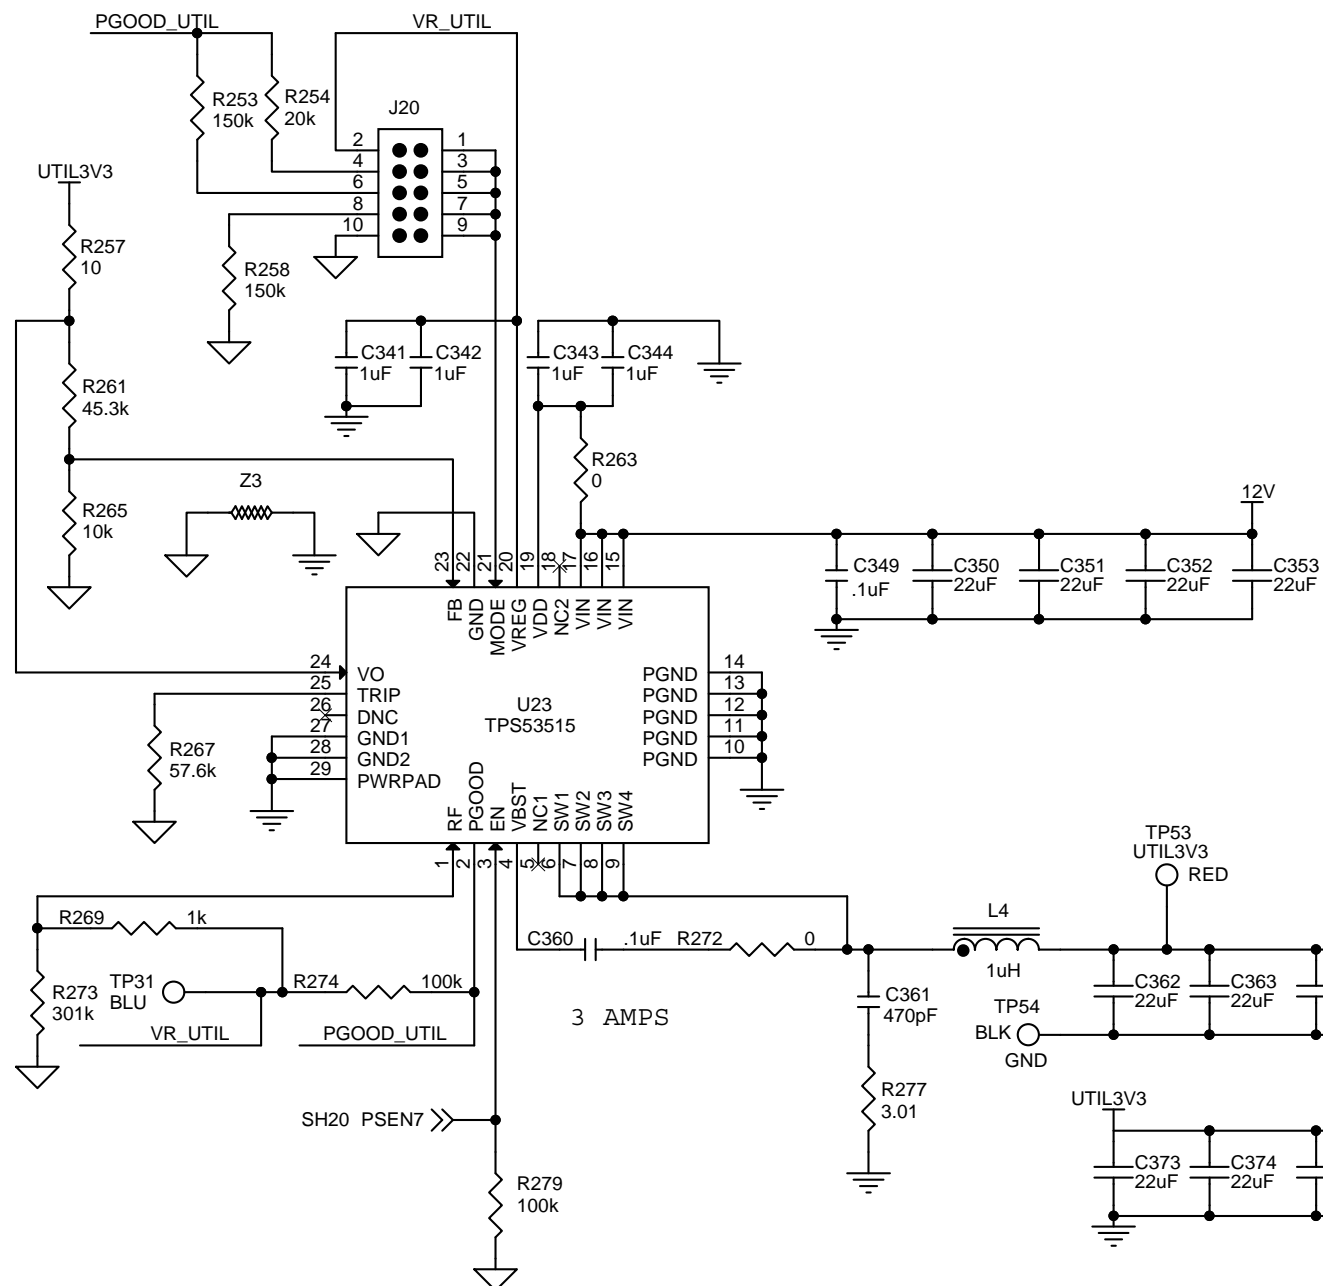 PGOOD_UTIL
VR_UTIL
R253
150k
R254
20k
J20
2
4
6
8
10
1
3
5
7
9
UTIL3V3
R257
10
R258
150k
R261
45.3k
C341
1uF
C342
1uF
C343
1uF
C344
1uF
R263
0
R265
10k
Z3
12V
C349
.1uF
C350
22uF
C351
22uF
C352
22uF
C353
22uF
23
22
21
20
19
18
17
16
15
FB
GND
MODE
VREG
VDD
NC2
VIN
VIN
VIN
24
25
26
27
28
29
VO
TRIP
DNC
GND1
GND2
PWRPAD
U23
TPS53515
PGND
PGND
PGND
PGND
PGND
14
13
12
11
10
R267
57.6k
RF
PGOOD
EN
VBST
NC1
SW1
SW2
SW3
SW4
1
2
3
4
5
6
7
8
9
R269
1k
R273
301k
TP31
BLU
R274
100k
VR_UTIL
PGOOD_UTIL
C360
.1uF
R272
0
3 AMPS
C361
470pF
R277
3.01
L4
1uH
TP53
UTIL3V3
RED
C362
22uF
C363
22uF
TP54
BLK
GND
SH20 PSEN7
R279
100k
UTIL3V3
C373
22uF
C374
22uF